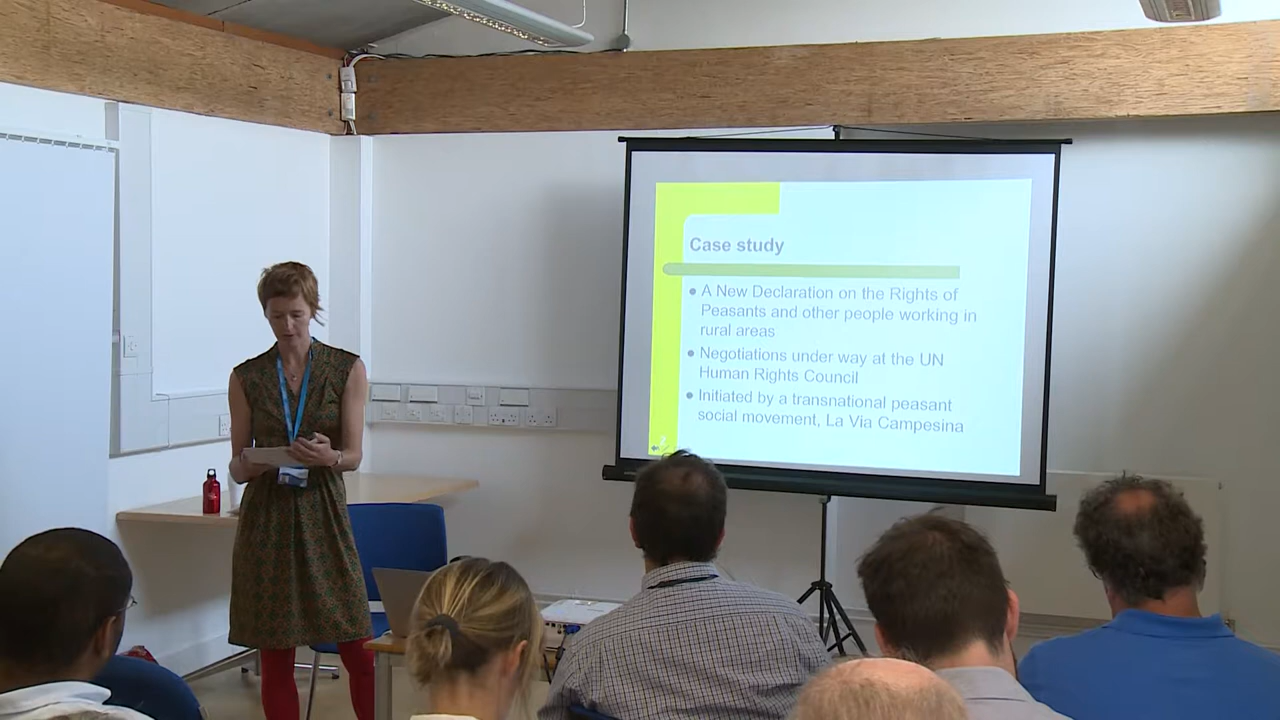 Case study
● A New Declaration on the Rights of
Peasants and other people working in
rural areas
● Negotiations under way at the UN
Human Rights Council
● Initiated by a transnational peasant
social movement, La Via Campesina
2